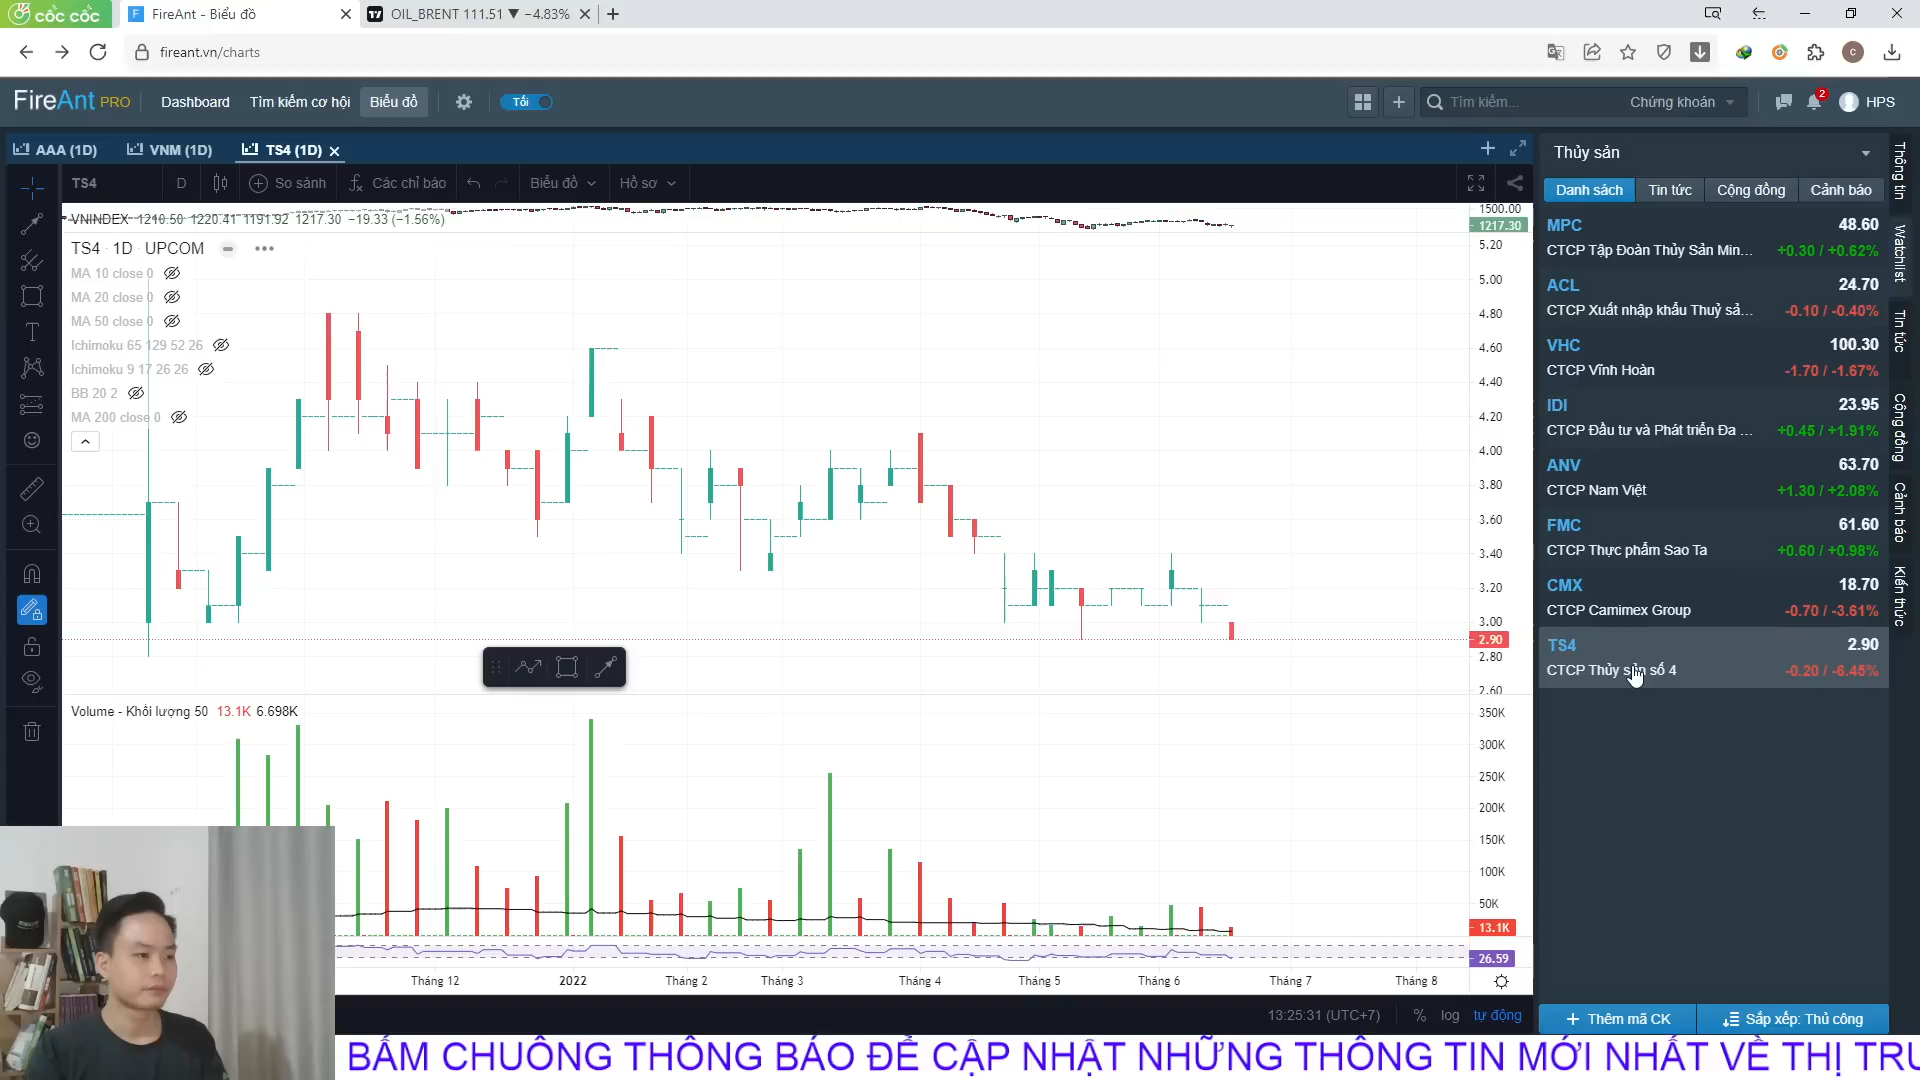 cốc cốc
FireAnt - Biểu đồ
OIL_BRENT 111.51 ▼ −4.83%
fireant.vn/charts
FireAnt PRO
Dashboard
Tìm kiếm cơ hội
Biểu đồ
Tối
Tìm kiếm...
Chứng khoán
2
HPS
AAA (1D)
VNM (1D)
TS4 (1D)
TS4
D
So sánh
Các chỉ báo
Biểu đồ
Hồ sơ
VNINDEX 1210.50 1220.41 1191.92 1217.30 −19.33 (−1.56%)
TS4 · 1D · UPCOM
MA 10 close 0
MA 20 close 0
MA 50 close 0
Ichimoku 65 129 52 26
Ichimoku 9 17 26 26
BB 20 2
MA 200 close 0
1500.00
1217.30
5.20
5.00
4.80
4.60
4.40
4.20
4.00
3.80
3.60
3.40
3.20
3.00
2.90
2.80
2.60
Volume - Khối lượng 50 13.1K 6.698K
350K
300K
250K
200K
150K
100K
50K
13.1K
26.59
Tháng 12
2022
Tháng 2
Tháng 3
Tháng 4
Tháng 5
Tháng 6
Tháng 7
Tháng 8
13:25:31 (UTC+7)
%
log
tự động
Thủy sản
Danh sách
Tin tức
Cộng đồng
Cảnh báo
MPC 48.60
CTCP Tập Đoàn Thủy Sản Min... +0.30 / +0.62%
ACL 24.70
CTCP Xuất nhập khẩu Thuỷ sả... -0.10 / -0.40%
VHC 100.30
CTCP Vĩnh Hoàn -1.70 / -1.67%
IDI 23.95
CTCP Đầu tư và Phát triển Đa ... +0.45 / +1.91%
ANV 63.70
CTCP Nam Việt +1.30 / +2.08%
FMC 61.60
CTCP Thực phẩm Sao Ta +0.60 / +0.98%
CMX 18.70
CTCP Camimex Group -0.70 / -3.61%
TS4 2.90
CTCP Thủy sản số 4 -0.20 / -6.45%
Thêm mã CK
Sắp xếp: Thủ công
Thông tin
Watchlist
Tin tức
Cộng đồng
Cảnh báo
Kiến thức
BẤM CHUÔNG THÔNG BÁO ĐỂ CẬP NHẬT NHỮNG THÔNG TIN MỚI NHẤT VỀ THỊ TRƯ